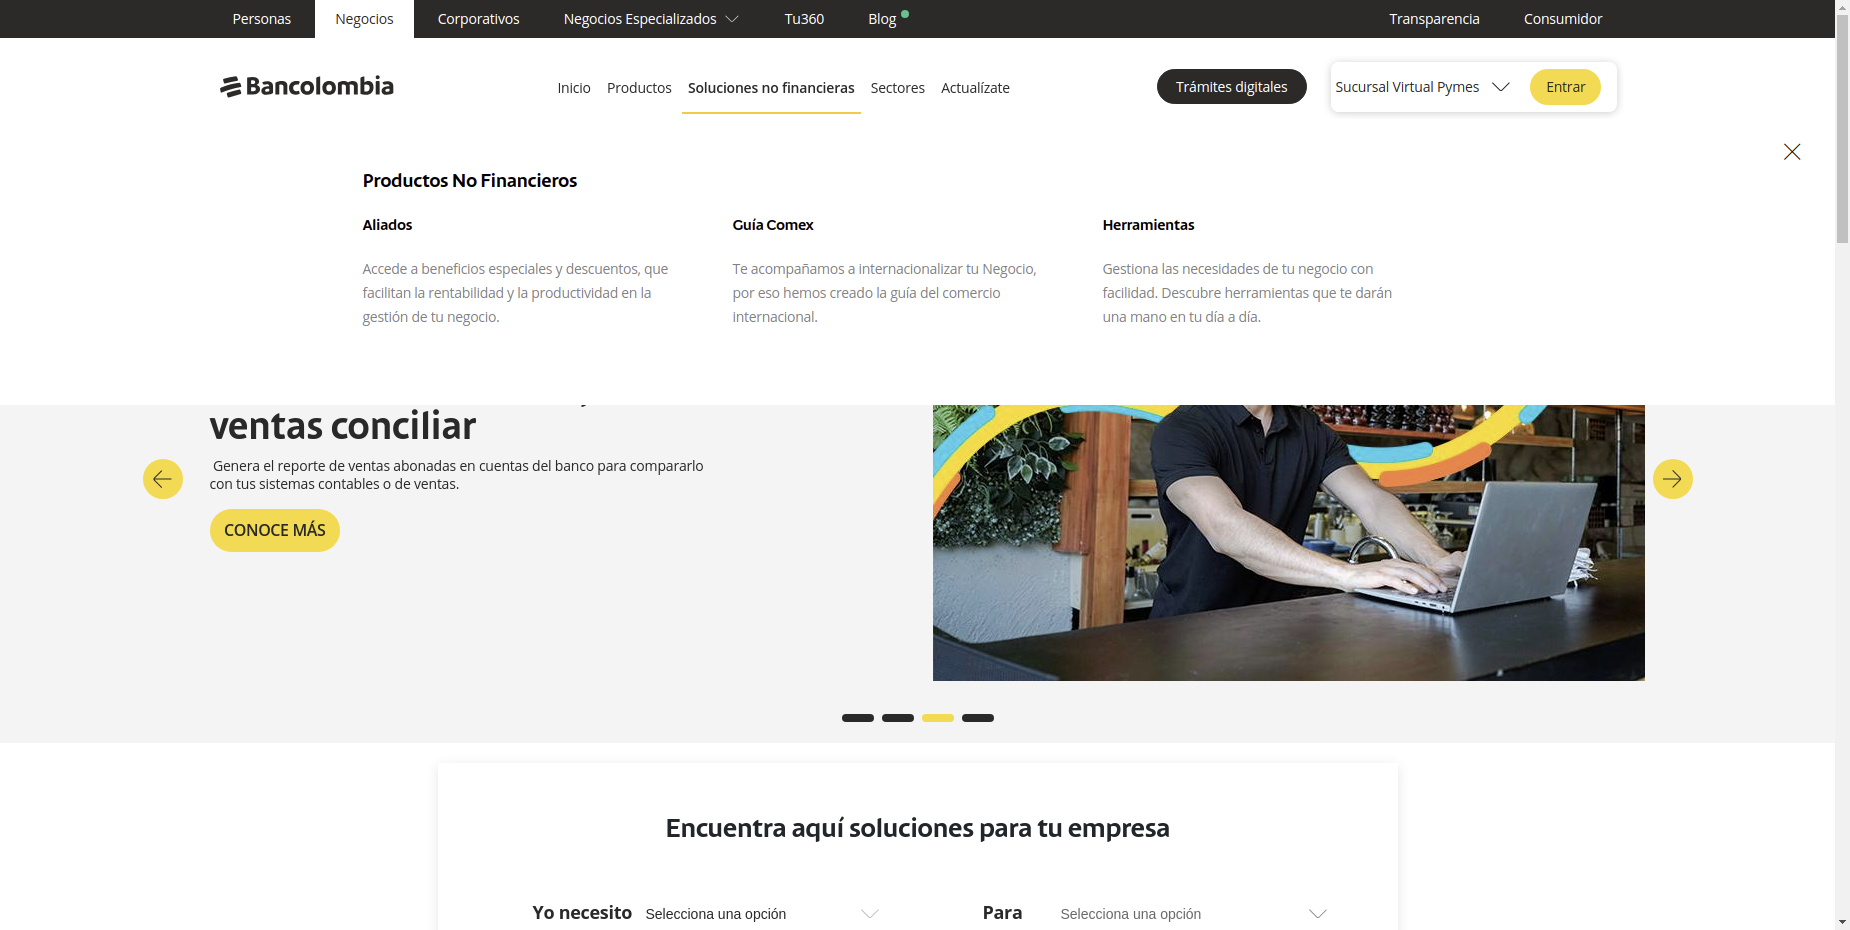 Personas
Negocios
Corporativos
Negocios Especializados
Tu360
Blog
Transparencia
Consumidor
Bancolombia
Inicio
Productos
Soluciones no financieras
Sectores
Actualízate
Trámites digitales
Sucursal Virtual Pymes
Entrar
Productos No Financieros
Aliados
Accede a beneficios especiales y descuentos, que
facilitan la rentabilidad y la productividad en la
gestión de tu negocio.
Guía Comex
Te acompañamos a internacionalizar tu Negocio,
por eso hemos creado la guía del comercio
internacional.
Herramientas
Gestiona las necesidades de tu negocio con
facilidad. Descubre herramientas que te darán
una mano en tu día a día.
ventas conciliar
Genera el reporte de ventas abonadas en cuentas del banco para compararlo
con tus sistemas contables o de ventas.
CONOCE MÁS
Encuentra aquí soluciones para tu empresa
Yo necesito
Selecciona una opción
Para
Selecciona una opción